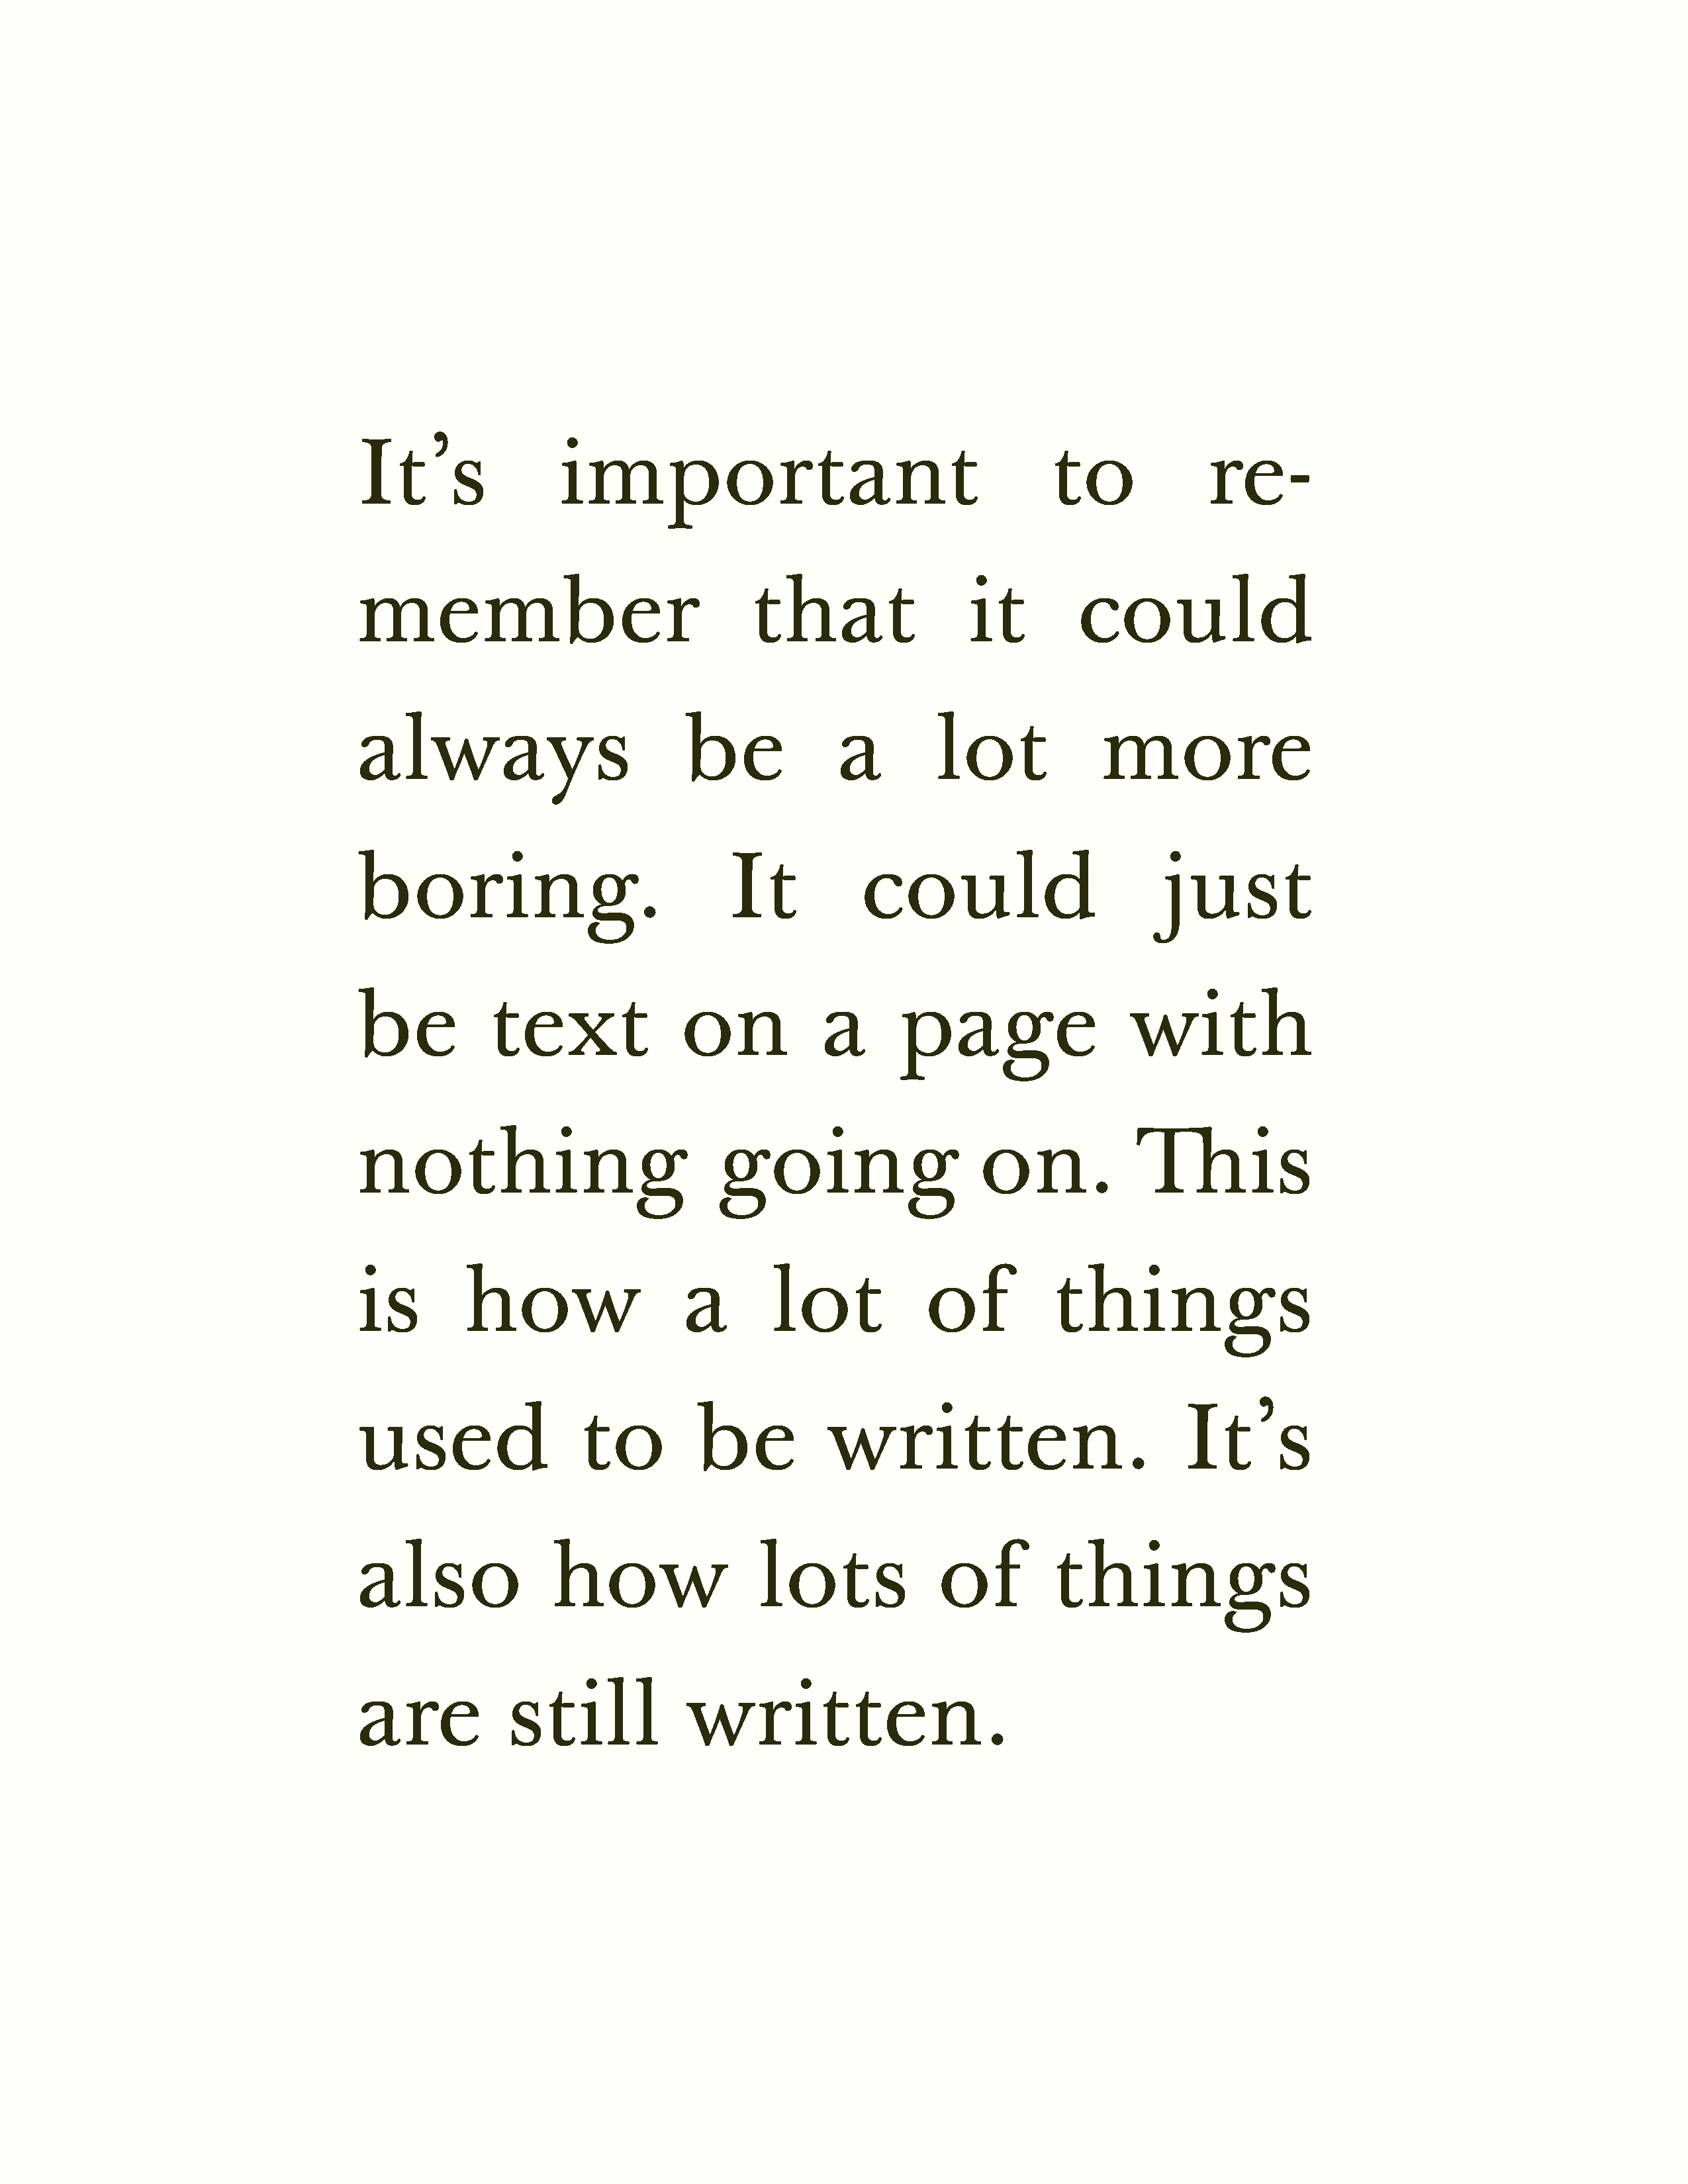 It’s important to re-
member that it could
always be a lot more
boring. It could just
be text on a page with
nothing going on. This
is how a lot of things
used to be written. It’s
also how lots of things
are still written.